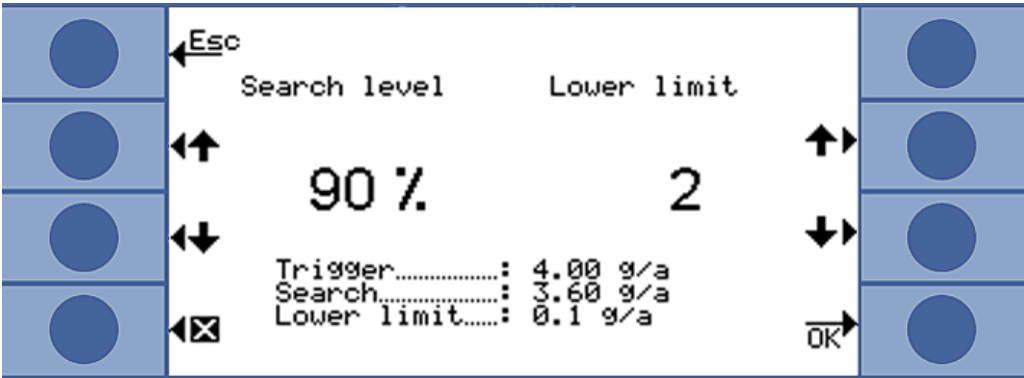 Esc
Search level Lower limit
90 % 2
Trigger................: 4.00 g/a
Search.................: 3.60 g/a
Lower limit.....: 0.1 g/a
OK